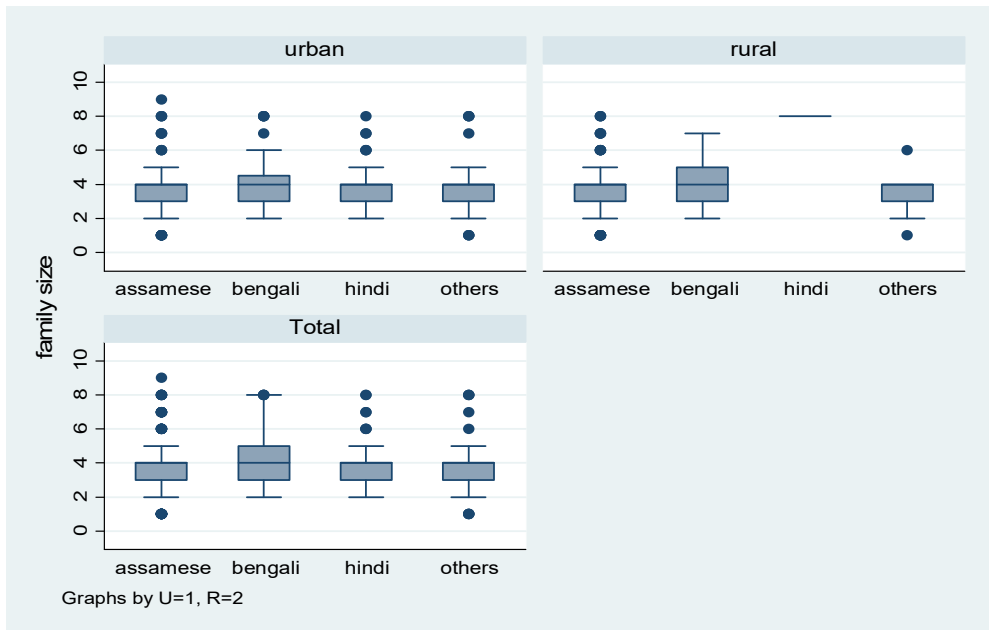 urban
rural
10
8
6
4
2
0
assamese bengali hindi others
assamese bengali hindi others
family size
Total
10
8
6
4
2
0
assamese bengali hindi others
Graphs by U=1, R=2